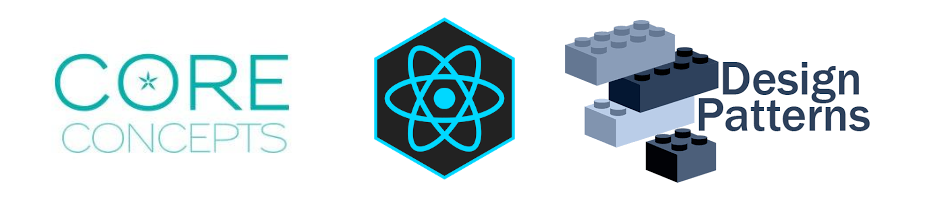 CORE
CONCEPTS
Design
Patterns